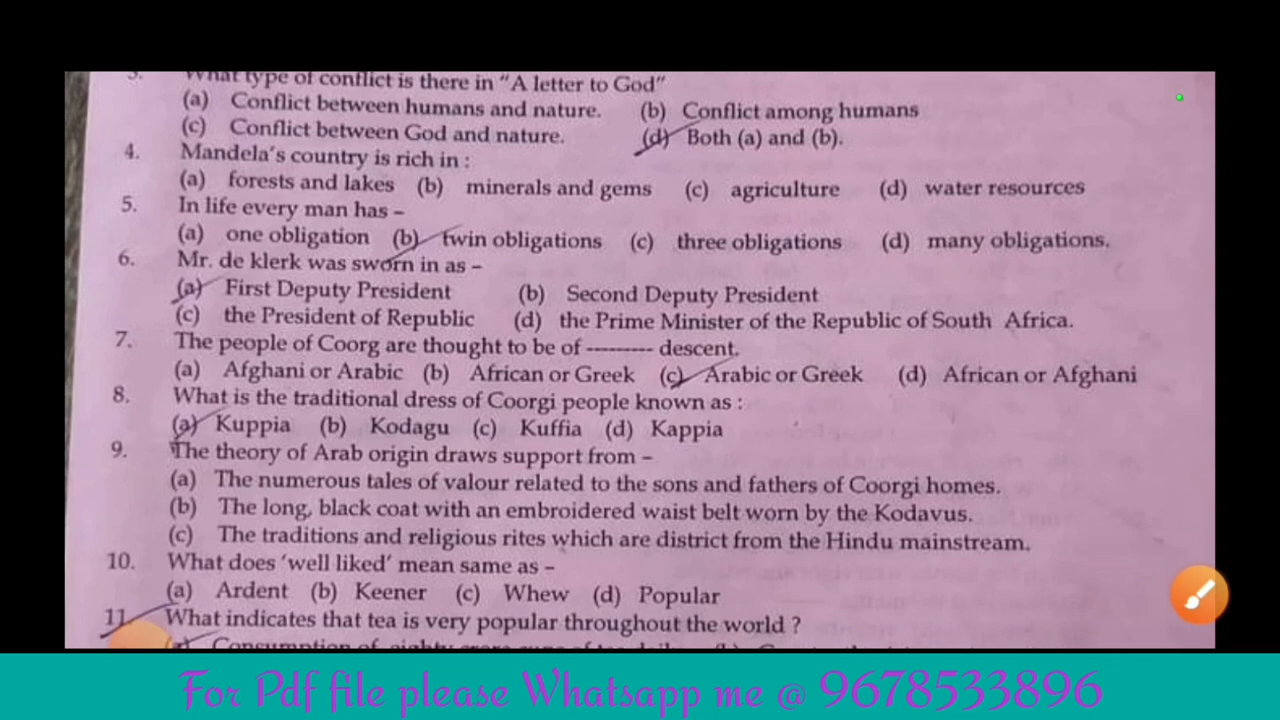 3. What type of conflict is there in "A letter to God"
(a) Conflict between humans and nature. (b) Conflict among humans
(c) Conflict between God and nature. (d) Both (a) and (b).
4. Mandela's country is rich in :
(a) forests and lakes (b) minerals and gems (c) agriculture (d) water resources
5. In life every man has –
(a) one obligation (b) twin obligations (c) three obligations (d) many obligations.
6. Mr. de klerk was sworn in as –
(a) First Deputy President (b) Second Deputy President
(c) the President of Republic (d) the Prime Minister of the Republic of South Africa.
7. The people of Coorg are thought to be of --------- descent.
(a) Afghani or Arabic (b) African or Greek (c) Arabic or Greek (d) African or Afghani
8. What is the traditional dress of Coorgi people known as :
(a) Kuppia (b) Kodagu (c) Kuffia (d) Kappia
9. The theory of Arab origin draws support from –
(a) The numerous tales of valour related to the sons and fathers of Coorgi homes.
(b) The long, black coat with an embroidered waist belt worn by the Kodavus.
(c) The traditions and religious rites which are district from the Hindu mainstream.
10. What does 'well liked' mean same as –
(a) Ardent (b) Keener (c) Whew (d) Popular
11. What indicates that tea is very popular throughout the world ?
(a) Consumption of eighty crore cups of tea daily
For Pdf file please Whatsapp me @ 9678533896